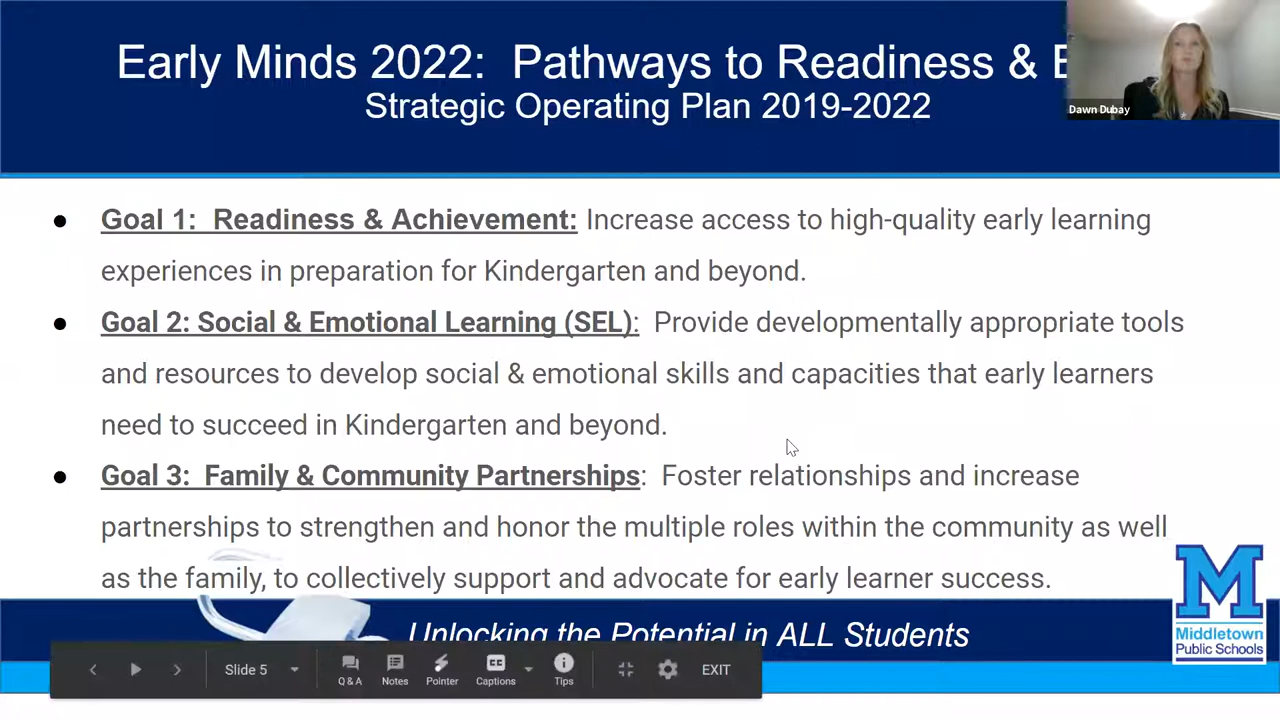 Early Minds 2022: Pathways to Readiness &
Strategic Operating Plan 2019-2022
Dawn Dubay
● Goal 1: Readiness & Achievement: Increase access to high-quality early learning
experiences in preparation for Kindergarten and beyond.
● Goal 2: Social & Emotional Learning (SEL): Provide developmentally appropriate tools
and resources to develop social & emotional skills and capacities that early learners
need to succeed in Kindergarten and beyond.
● Goal 3: Family & Community Partnerships: Foster relationships and increase
partnerships to strengthen and honor the multiple roles within the community as well
as the family, to collectively support and advocate for early learner success.
Unlocking the Potential in ALL Students
M
Middletown
Public Schools
Slide 5
Q & A
Notes
Pointer
CC
Captions
Tips
EXIT